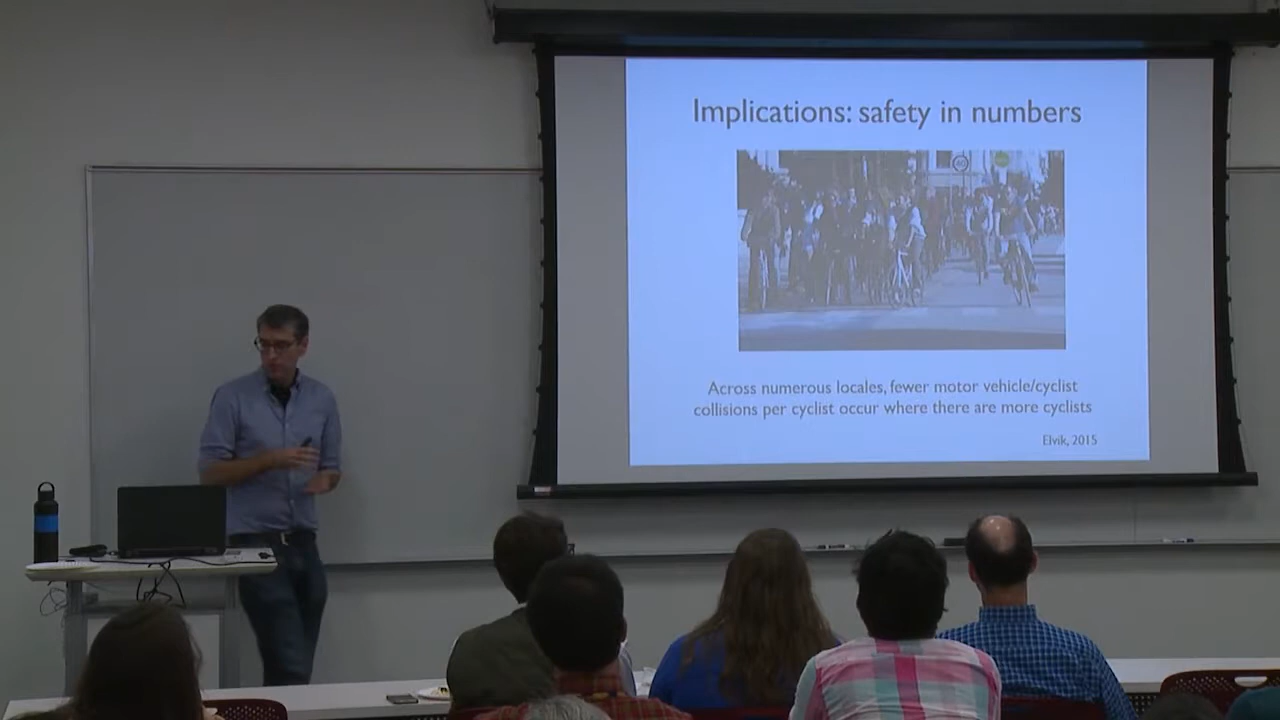 Implications: safety in numbers
Across numerous locales, fewer motor vehicle/cyclist
collisions per cyclist occur where there are more cyclists
Elvik, 2015